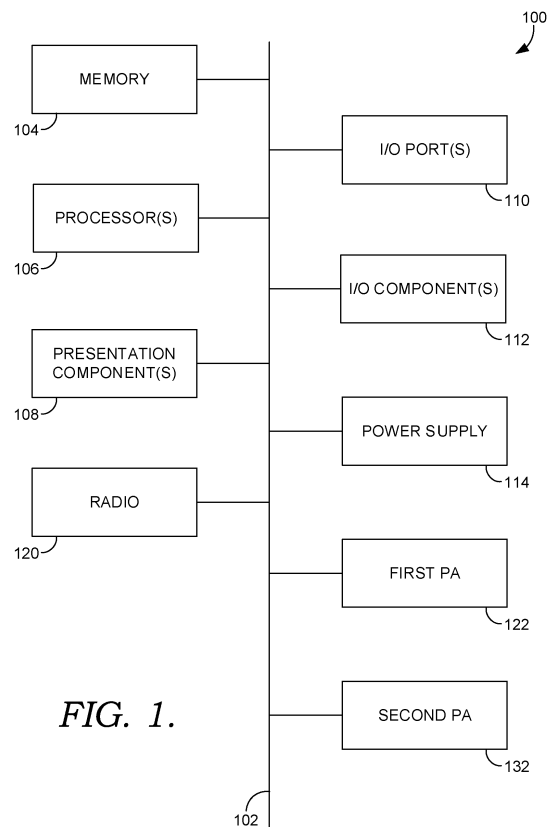 100
MEMORY
104
I/O PORT(S)
110
PROCESSOR(S)
106
I/O COMPONENT(S)
112
PRESENTATION
COMPONENT(S)
108
POWER SUPPLY
114
RADIO
120
FIRST PA
122
SECOND PA
132
FIG. 1.
102